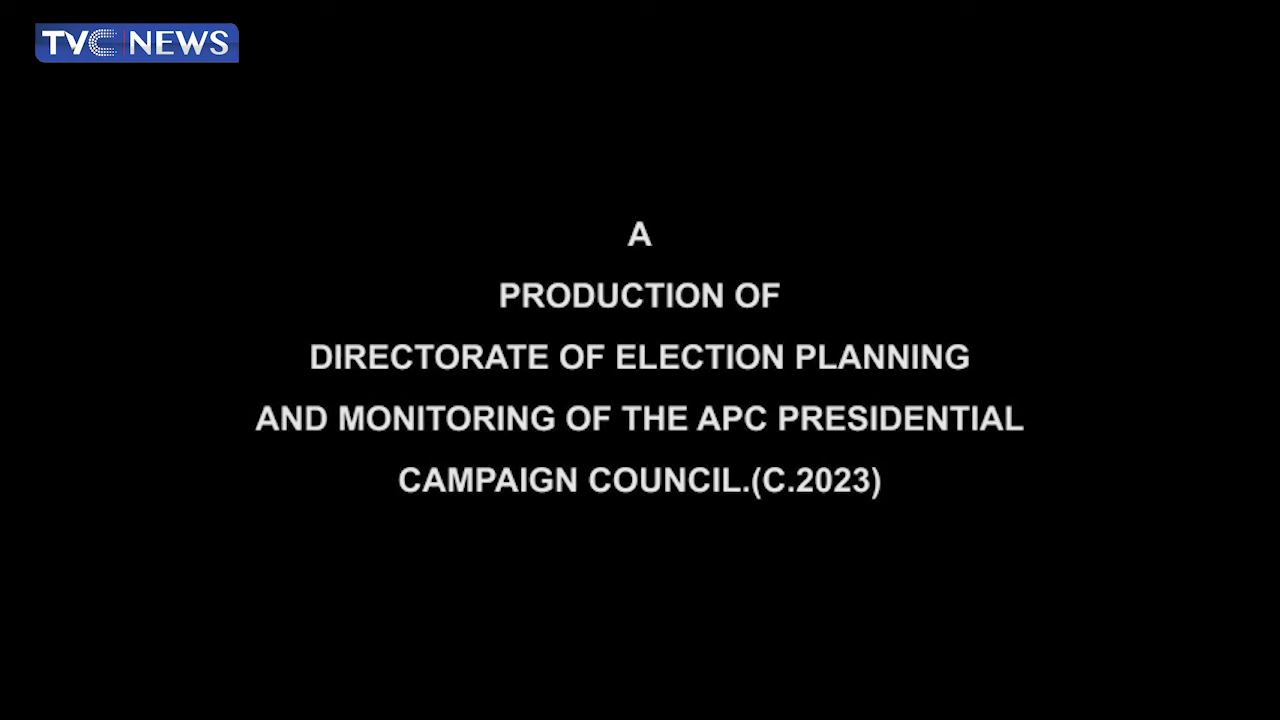 TVC NEWS
A
PRODUCTION OF
DIRECTORATE OF ELECTION PLANNING
AND MONITORING OF THE APC PRESIDENTIAL
CAMPAIGN COUNCIL.(C.2023)